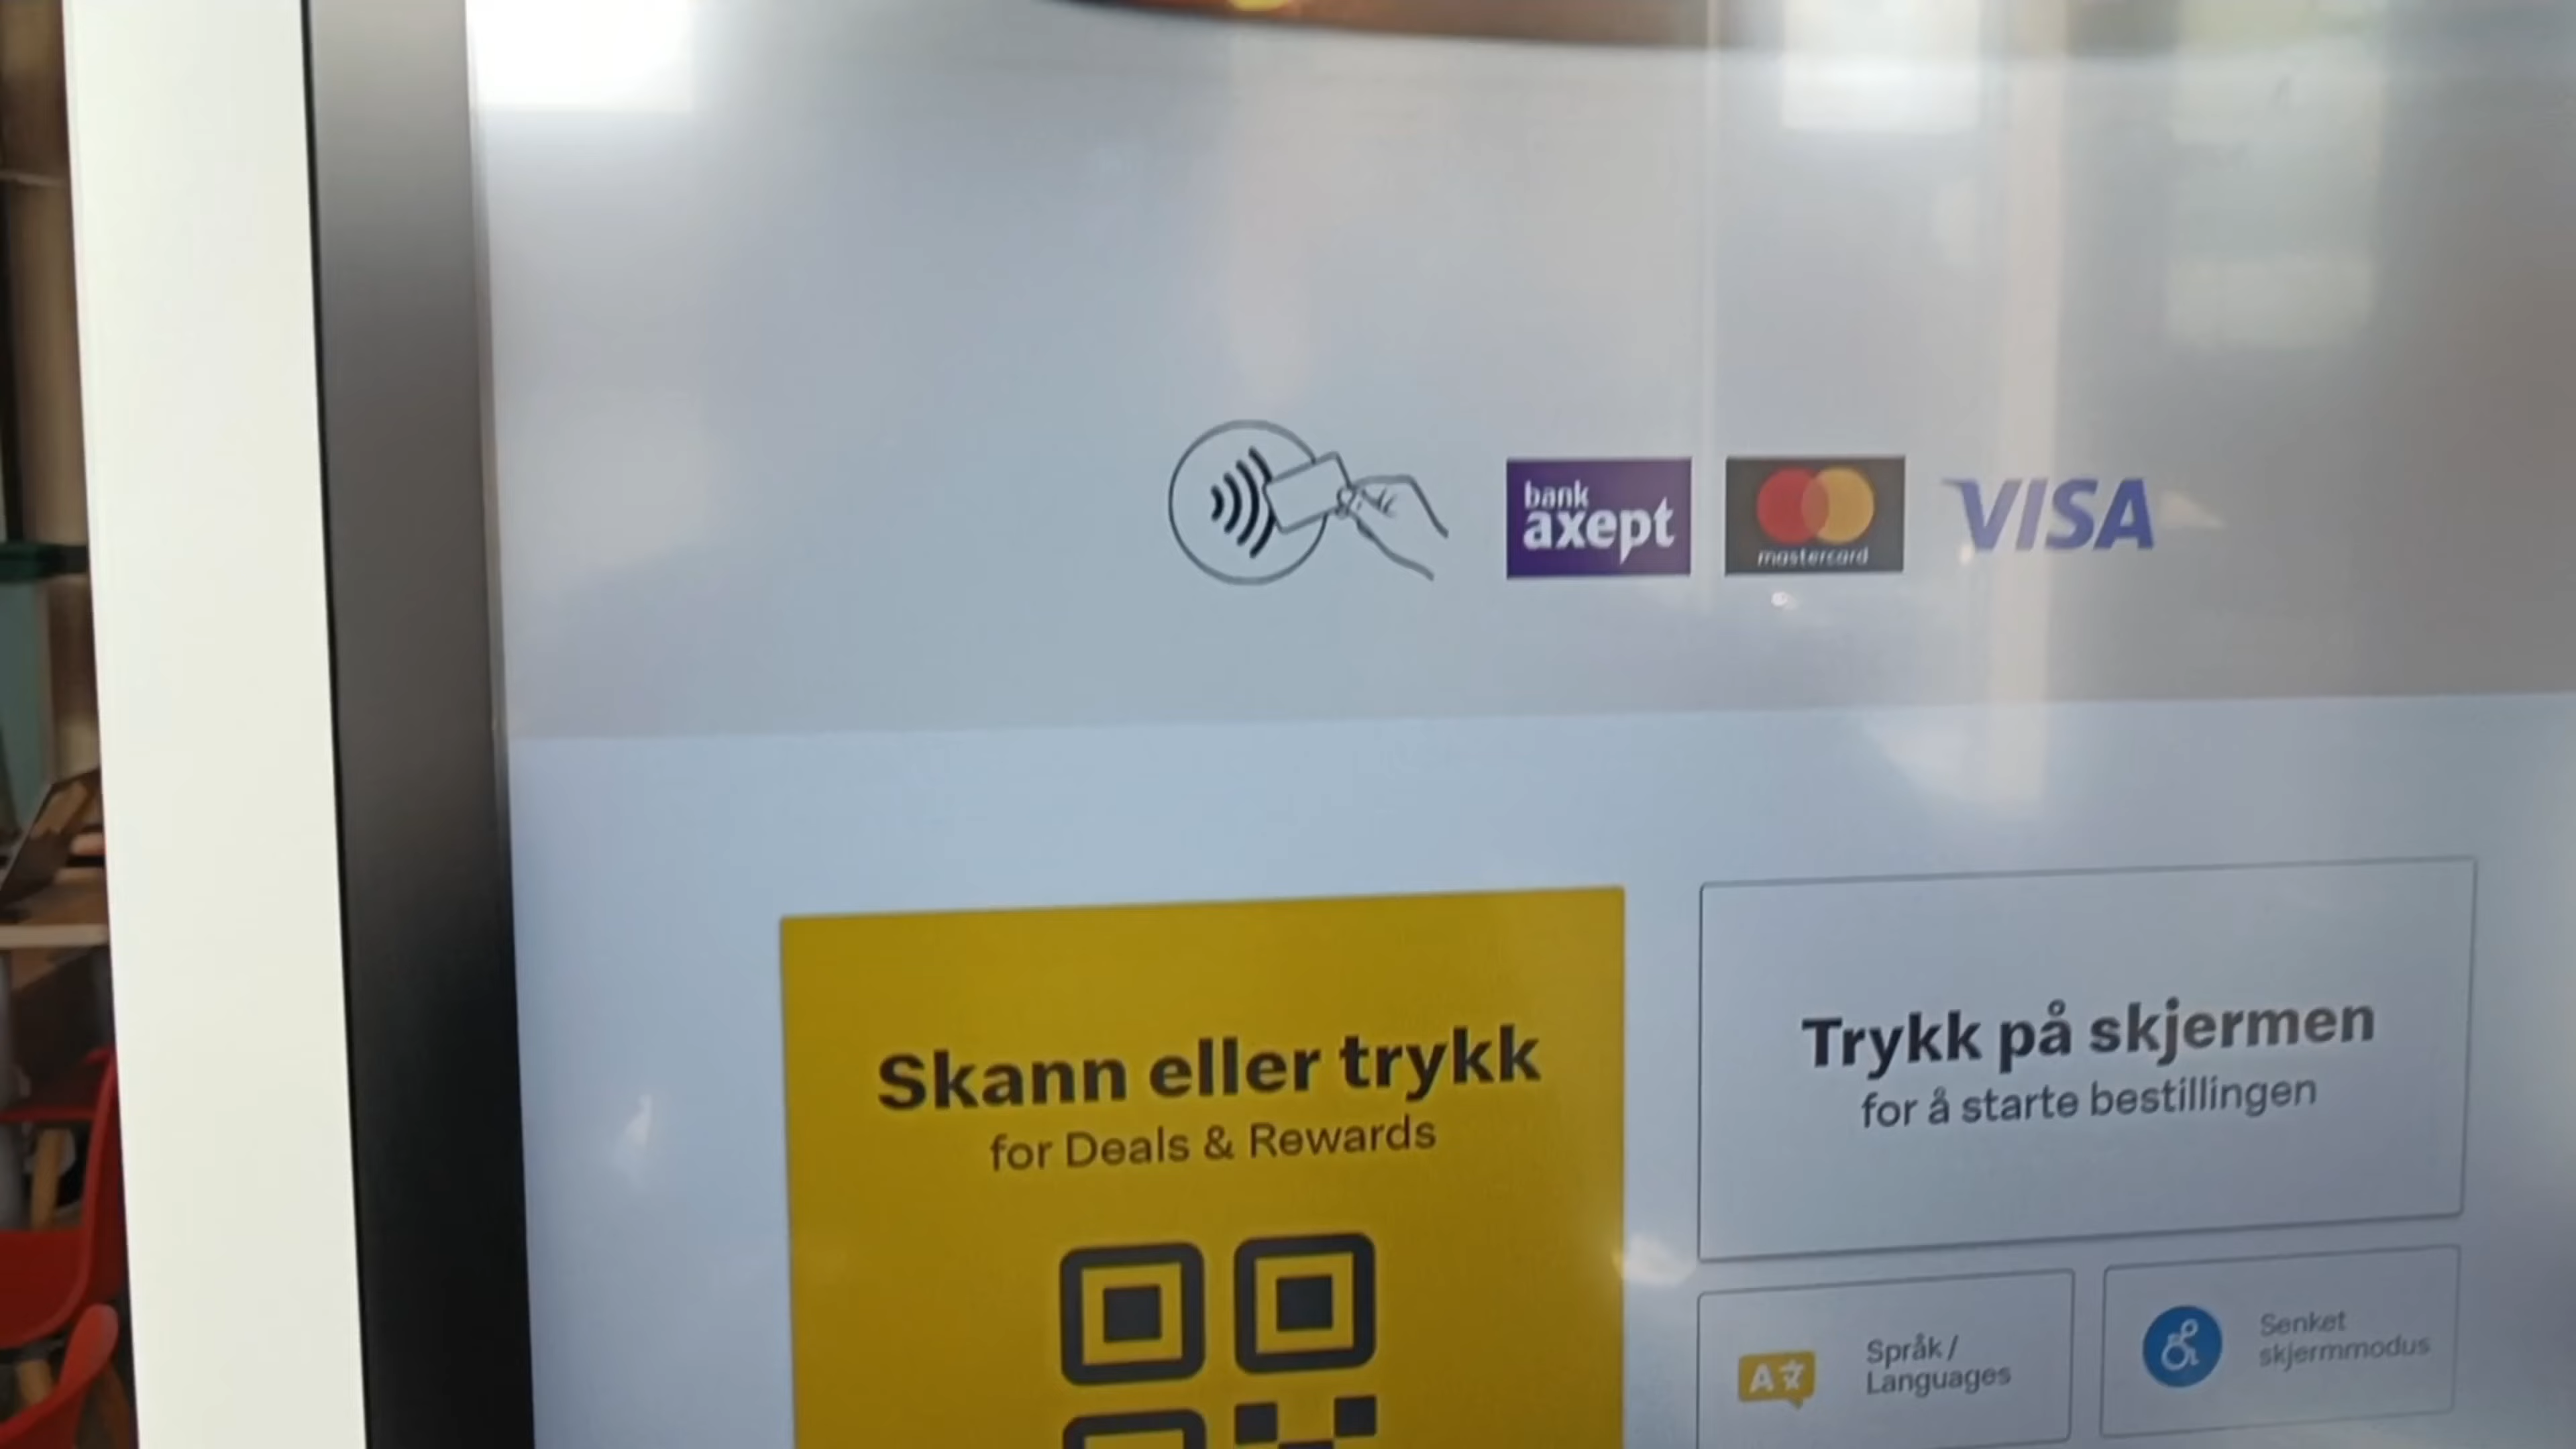 bank
axept
mastercard
VISA
Skann eller trykk
for Deals & Rewards
Trykk på skjermen
for å starte bestillingen
Språk /
Languages
Senket
skjermmodus